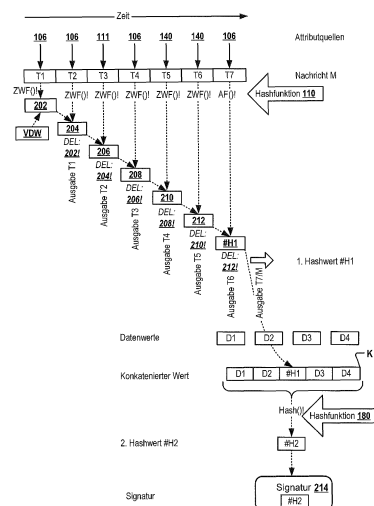 Zeit
106 106 111 106 140 140 106 Attributquellen
T1 T2 T3 T4 T5 T6 T7 Nachricht M
ZWF()! ZWF()! ZWF()! ZWF()! ZWF()! ZWF()! AF()!
Hashfunktion 110
202
VDW
204
DEL: 202!
Ausgabe T1
206
DEL: 204!
Ausgabe T2
208
DEL: 206!
Ausgabe T3
210
DEL: 208!
Ausgabe T4
212
DEL: 210!
Ausgabe T5
#H1
DEL: 212!
Ausgabe T6
Ausgabe T7/M
1. Hashwert #H1
Datenwerte D1 D2 D3 D4
K
Konkatenierter Wert D1 D2 #H1 D3 D4
Hash()!
Hashfunktion 180
2. Hashwert #H2 #H2
Signatur 214
Signatur #H2